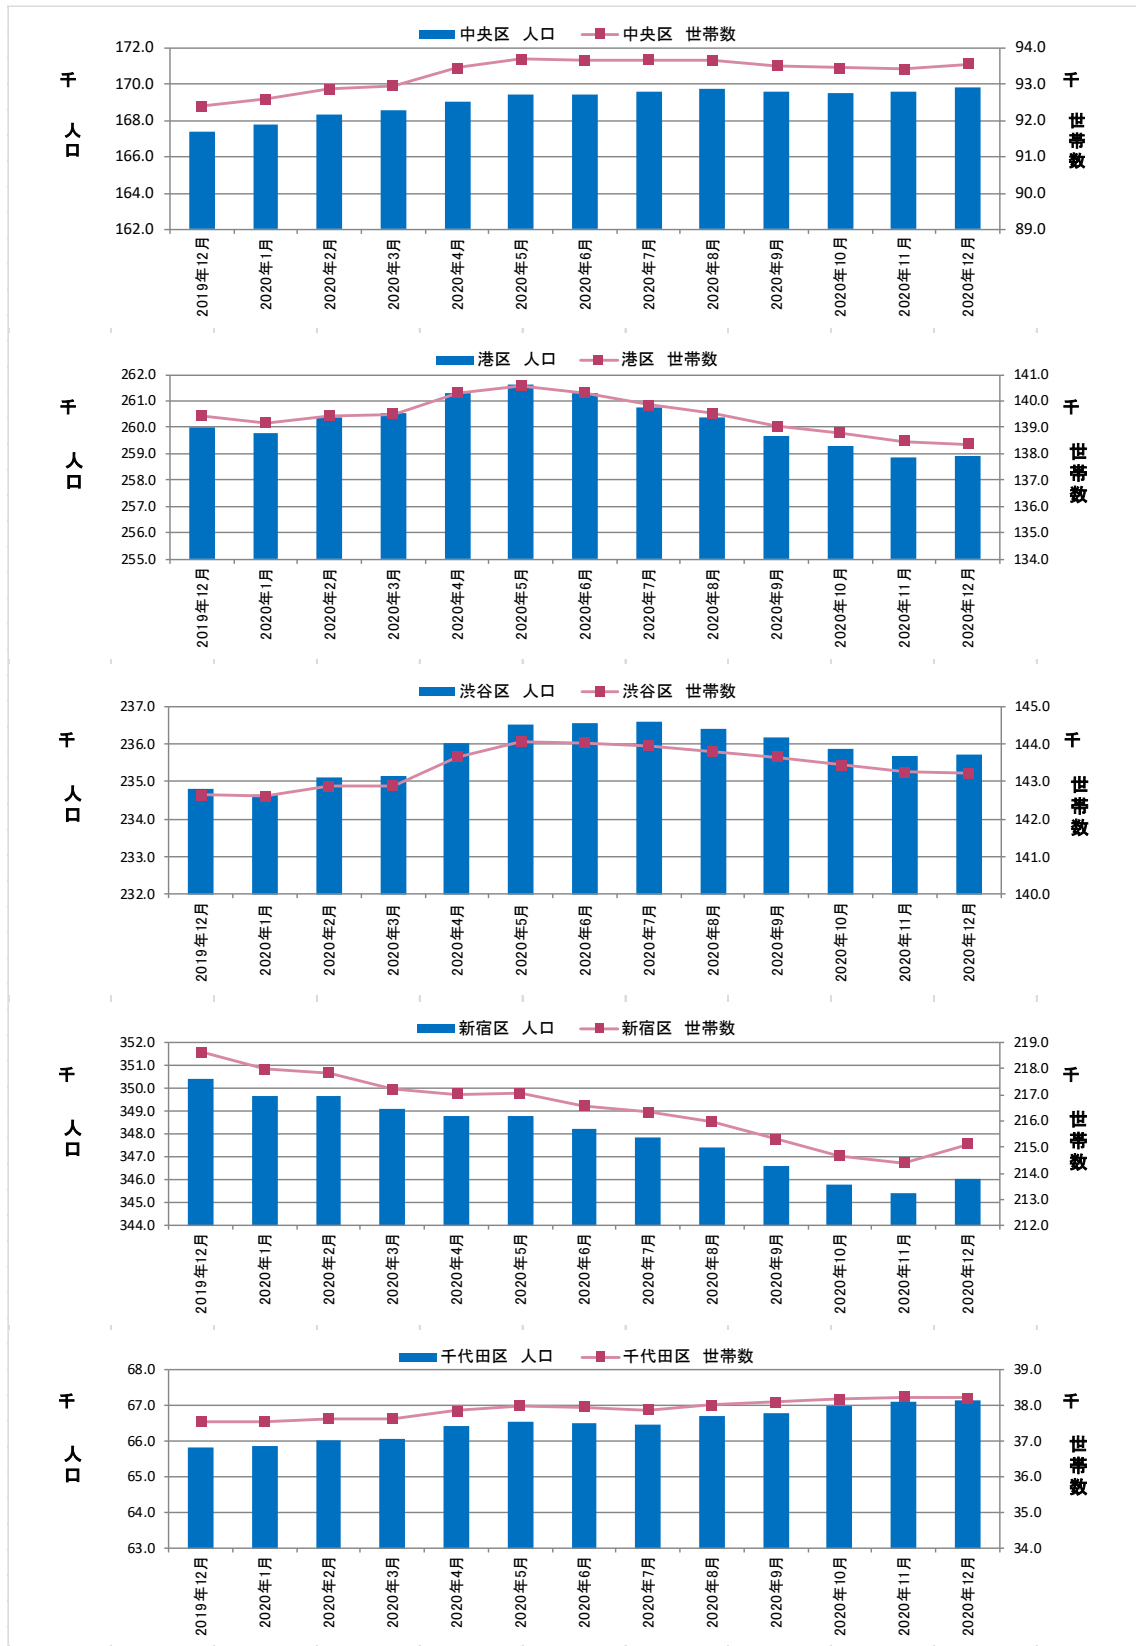 中央区　人口 中央区　世帯数
172.0
170.0
168.0
166.0
164.0
162.0
千
人口
94.0
93.0
92.0
91.0
90.0
89.0
千
世帯数
2019年12月
2020年1月
2020年2月
2020年3月
2020年4月
2020年5月
2020年6月
2020年7月
2020年8月
2020年9月
2020年10月
2020年11月
2020年12月
港区　人口 港区　世帯数
262.0
261.0
260.0
259.0
258.0
257.0
256.0
255.0
千
人口
141.0
140.0
139.0
138.0
137.0
136.0
135.0
134.0
千
世帯数
2019年12月
2020年1月
2020年2月
2020年3月
2020年4月
2020年5月
2020年6月
2020年7月
2020年8月
2020年9月
2020年10月
2020年11月
2020年12月
渋谷区　人口 渋谷区　世帯数
237.0
236.0
235.0
234.0
233.0
232.0
千
人口
145.0
144.0
143.0
142.0
141.0
140.0
千
世帯数
2019年12月
2020年1月
2020年2月
2020年3月
2020年4月
2020年5月
2020年6月
2020年7月
2020年8月
2020年9月
2020年10月
2020年11月
2020年12月
新宿区　人口 新宿区　世帯数
352.0
351.0
350.0
349.0
348.0
347.0
346.0
345.0
344.0
千
人口
219.0
218.0
217.0
216.0
215.0
214.0
213.0
212.0
千
世帯数
2019年12月
2020年1月
2020年2月
2020年3月
2020年4月
2020年5月
2020年6月
2020年7月
2020年8月
2020年9月
2020年10月
2020年11月
2020年12月
千代田区　人口 千代田区　世帯数
68.0
67.0
66.0
65.0
64.0
63.0
千
人口
39.0
38.0
37.0
36.0
35.0
34.0
千
世帯数
2019年12月
2020年1月
2020年2月
2020年3月
2020年4月
2020年5月
2020年6月
2020年7月
2020年8月
2020年9月
2020年10月
2020年11月
2020年12月